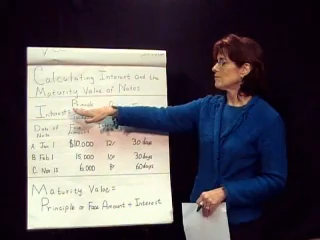 Calculating Interest and the
Maturity Value of Notes
Interest
Date of
Note
A Jan 1 $10,000 12% 30 days
B Feb 1 15,000 10% 30 days
C Nov 15 6,000 60 days
Maturity Value =
Principle or Face Amount + Interest